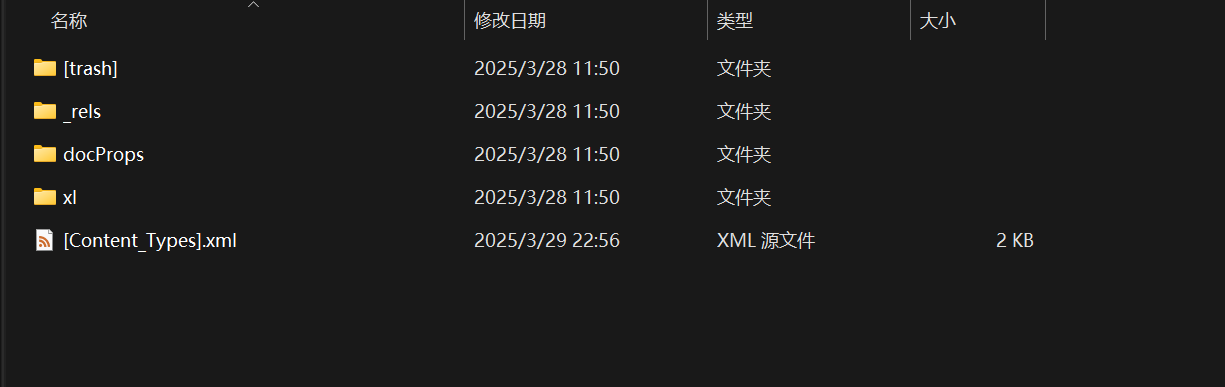 名称 修改日期 类型 大小
[trash] 2025/3/28 11:50 文件夹
_rels 2025/3/28 11:50 文件夹
docProps 2025/3/28 11:50 文件夹
xl 2025/3/28 11:50 文件夹
[Content_Types].xml 2025/3/29 22:56 XML 源文件 2 KB